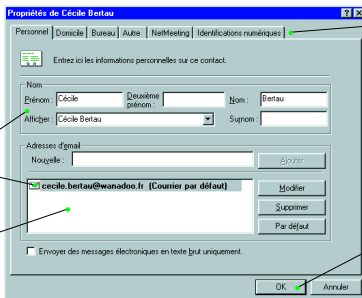 Propriétés de Cécile Bertau
Personnel Domicile Bureau Autre NetMeeting Identifications numériques
Entrez ici les informations personnelles sur ce contact.
Nom
Prénom : Cécile Deuxième prénom : Nom : Bertau
Afficher : Cécile Bertau Surnom :
Adresses d'email
Nouvelle : Ajouter
cecile.bertau@wanadoo.fr (Courrier par défaut) Modifier
Supprimer
Par défaut
Envoyer des messages électroniques en texte brut uniquement.
OK Annuler